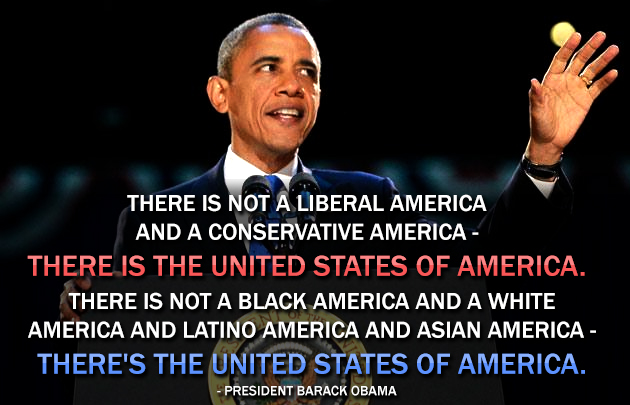 THERE IS NOT A LIBERAL AMERICA
AND A CONSERVATIVE AMERICA -
THERE IS THE UNITED STATES OF AMERICA.
THERE IS NOT A BLACK AMERICA AND A WHITE
AMERICA AND LATINO AMERICA AND ASIAN AMERICA -
THERE'S THE UNITED STATES OF AMERICA.
- PRESIDENT BARACK OBAMA